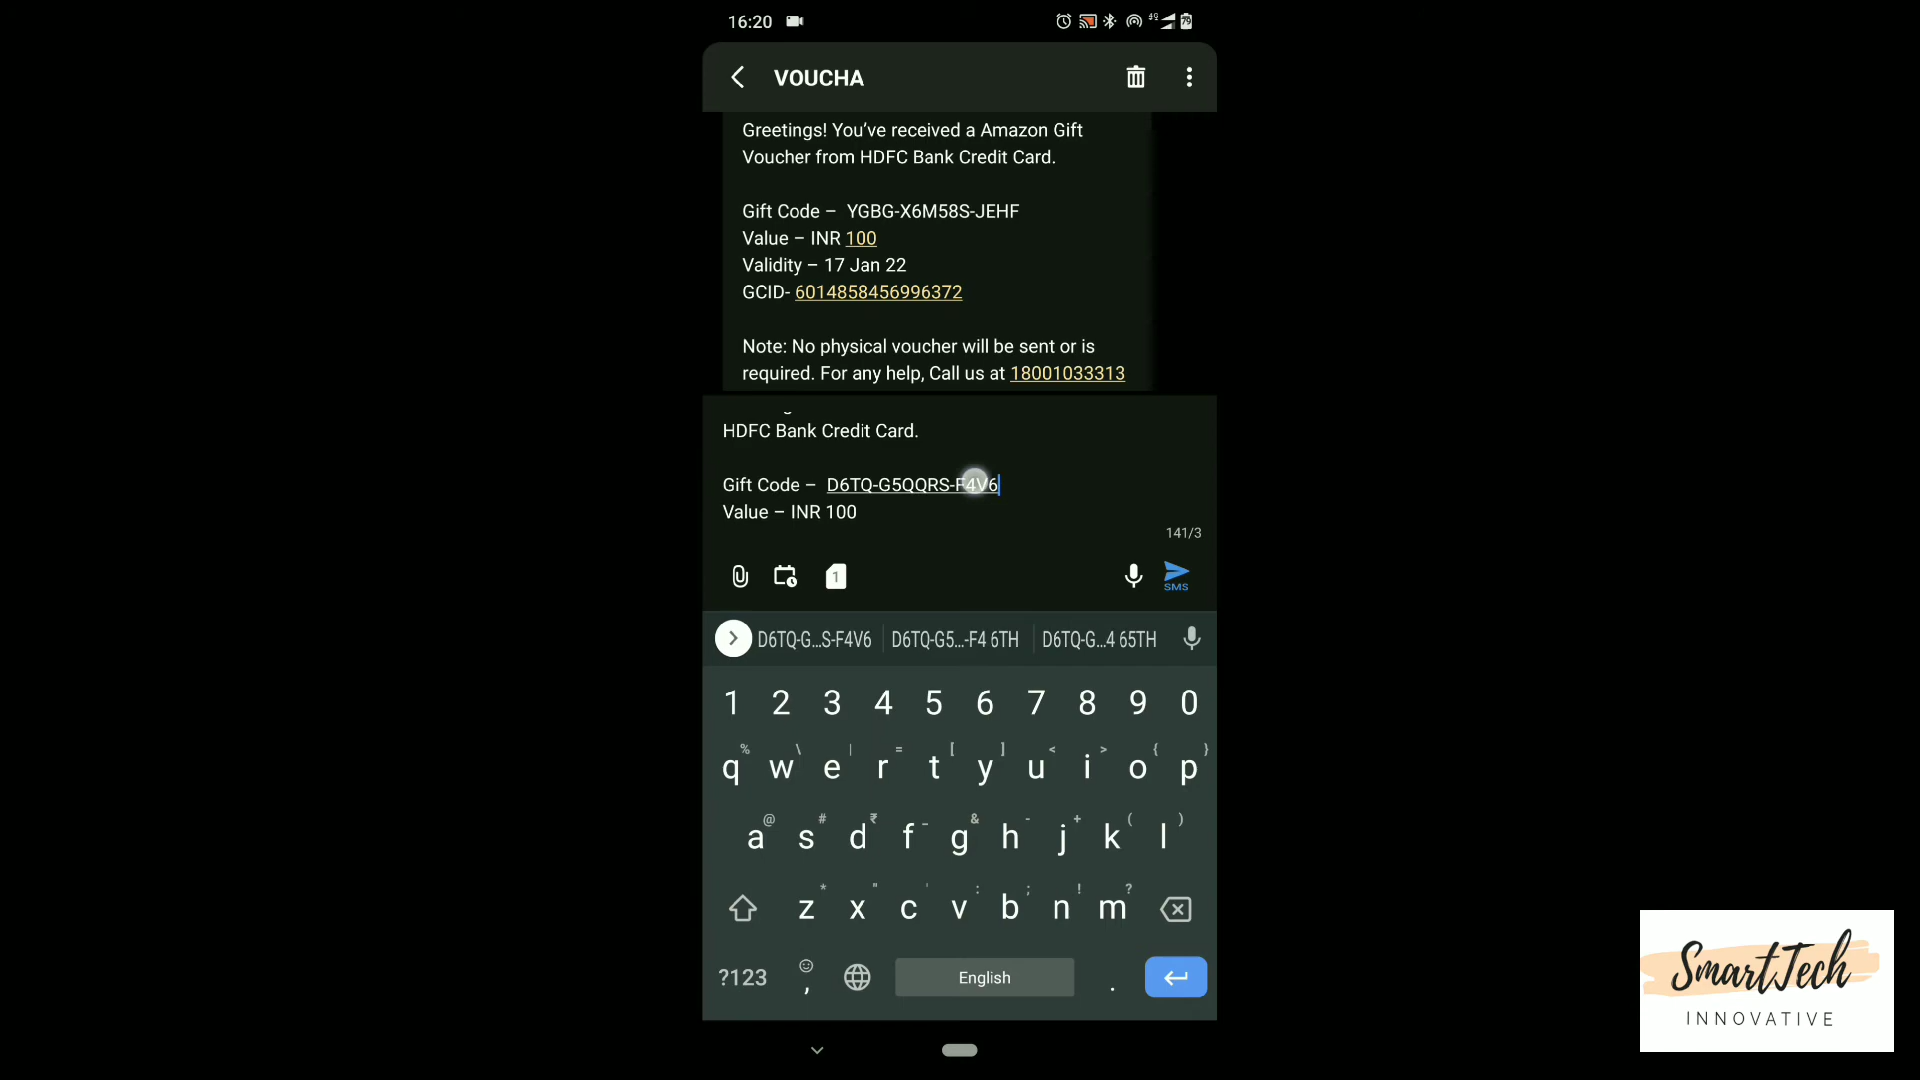 16:20
4G
79
VOUCHA
Greetings! You’ve received a Amazon Gift
Voucher from HDFC Bank Credit Card.
Gift Code – YGBG-X6M58S-JEHF
Value – INR 100
Validity – 17 Jan 22
GCID- 6014858456996372
Note: No physical voucher will be sent or is
required. For any help, Call us at 18001033313
HDFC Bank Credit Card.
Gift Code – D6TQ-G5QQRS-F4V6
Value – INR 100
141/3
1
SMS
D6TQ-G...S-F4V6 D6TQ-G5...-F4 6TH D6TQ-G...4 65TH
1 2 3 4 5 6 7 8 9 0
% \ | = [ ] < > { }
q w e r t y u i o p
@ # ₹ _ & - + ( )
a s d f g h j k l
* " ' : ; ! ?
z x c v b n m
?123 , English .
SmartTech
INNOVATIVE